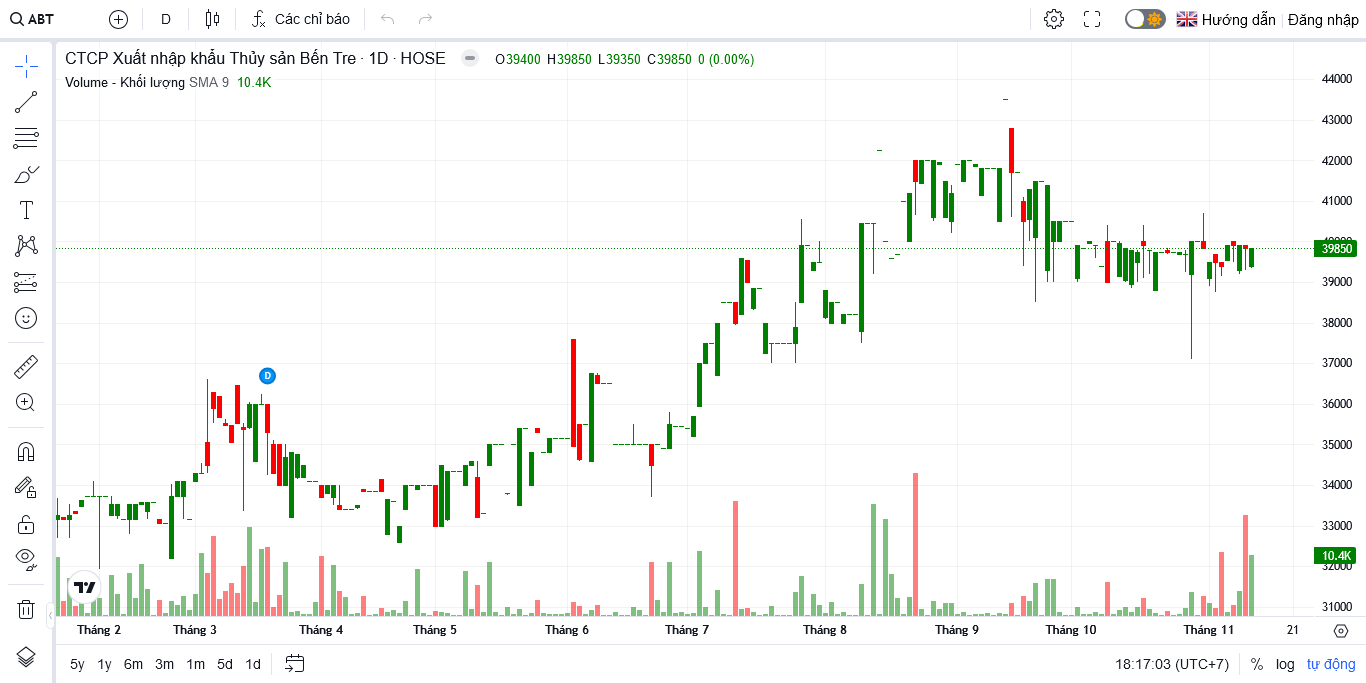 ABT
D
Các chỉ báo
Hướng dẫn
Đăng nhập
CTCP Xuất nhập khẩu Thủy sản Bến Tre · 1D · HOSE
O39400 H39850 L39350 C39850 0 (0.00%)
Volume - Khối lượng SMA 9 10.4K
D
44000
43000
42000
41000
40000
39850
39000
38000
37000
36000
35000
34000
33000
10.4K
32000
31000
Tháng 2 Tháng 3 Tháng 4 Tháng 5 Tháng 6 Tháng 7 Tháng 8 Tháng 9 Tháng 10 Tháng 11 21
5y 1y 6m 3m 1m 5d 1d
18:17:03 (UTC+7) % log tự động